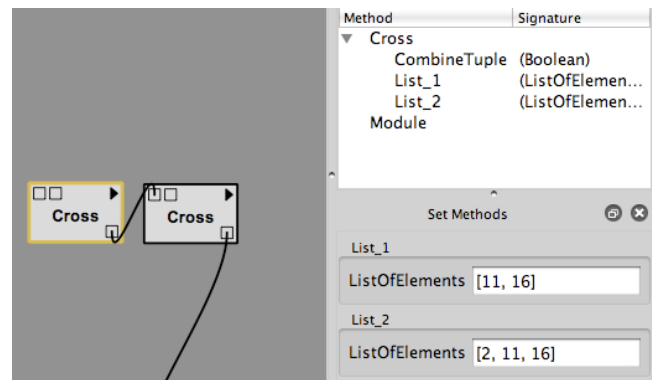 Method Signature
Cross
CombineTuple (Boolean)
List_1 (ListOfElemen...
List_2 (ListOfElemen...
Module
Cross Cross
Set Methods
List_1
ListOfElements [11, 16]
List_2
ListOfElements [2, 11, 16]